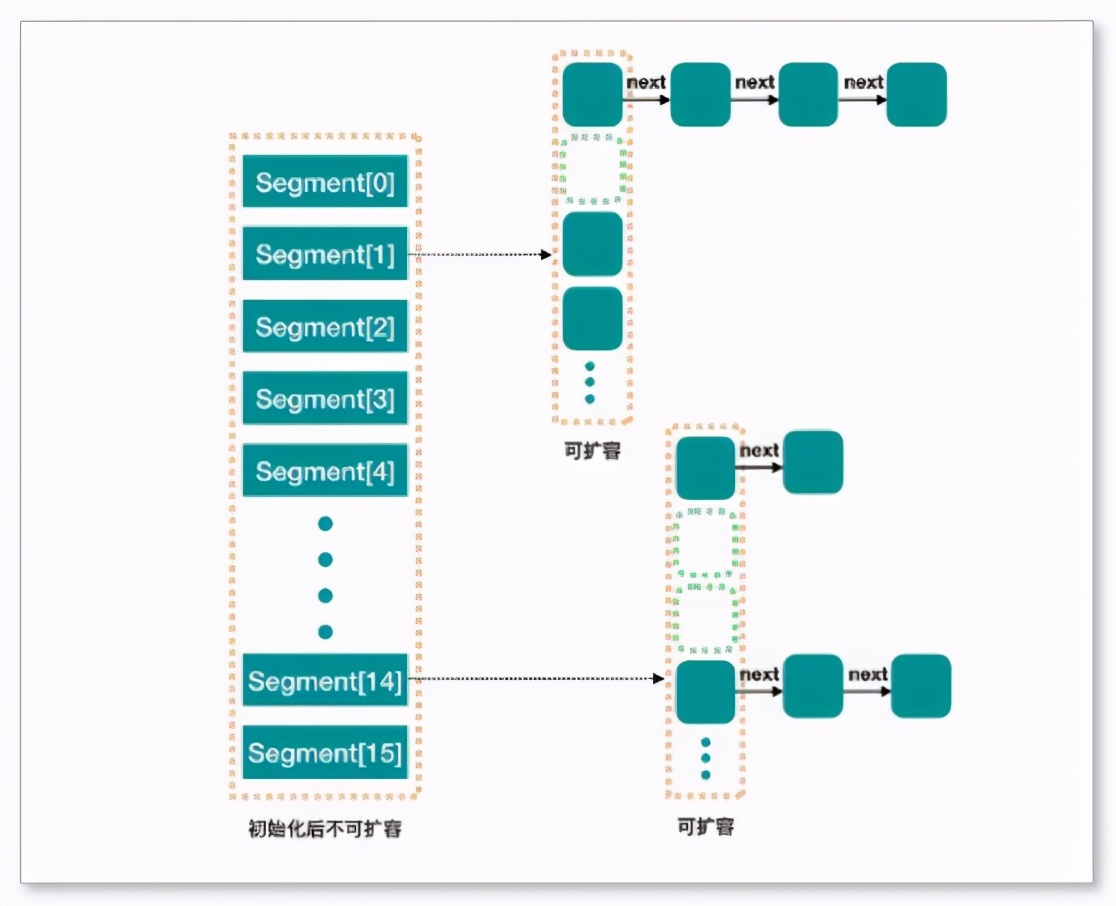 Segment[0]
Segment[1]
Segment[2]
Segment[3]
Segment[4]
Segment[14]
Segment[15]
初始化后不可扩容
next next next
可扩容
next
next next
可扩容